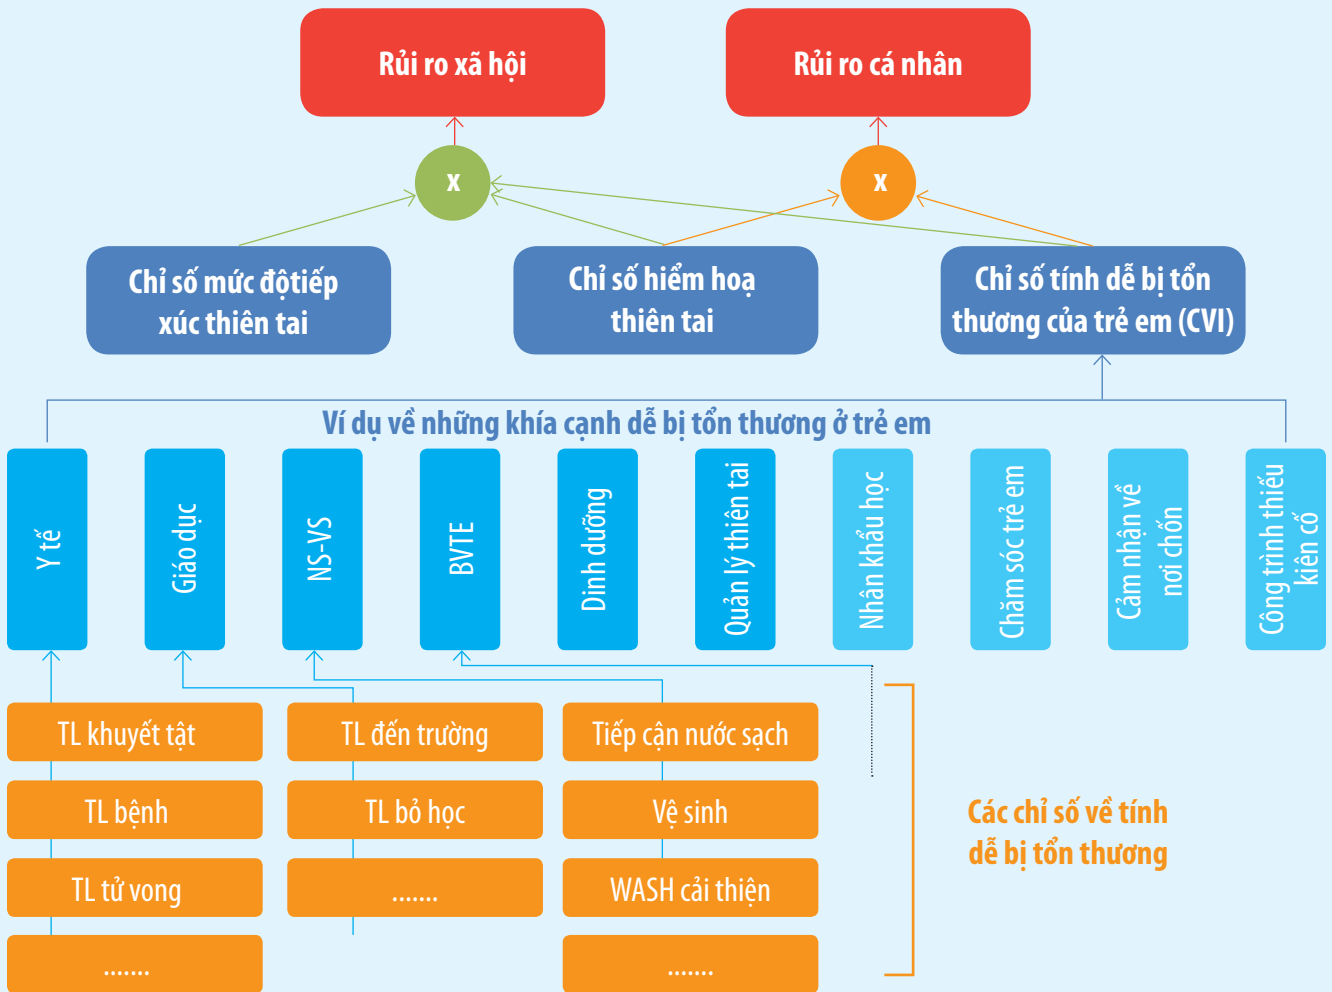 Rủi ro xã hội
Rủi ro cá nhân
x
x
Chỉ số mức độtiếp
xúc thiên tai
Chỉ số hiểm hoạ
thiên tai
Chỉ số tính dễ bị tổn
thương của trẻ em (CVI)
Ví dụ về những khía cạnh dễ bị tổn thương ở trẻ em
Y tế
Giáo dục
NS-VS
BVTE
Dinh dưỡng
Quản lý thiên tai
Nhân khẩu học
Chăm sóc trẻ em
Cảm nhận về
nơi chốn
Công trình thiếu
kiên cố
TL khuyết tật
TL đến trường
Tiếp cận nước sạch
TL bệnh
TL bỏ học
Vệ sinh
TL tử vong
.......
WASH cải thiện
.......
.......
Các chỉ số về tính
dễ bị tổn thương